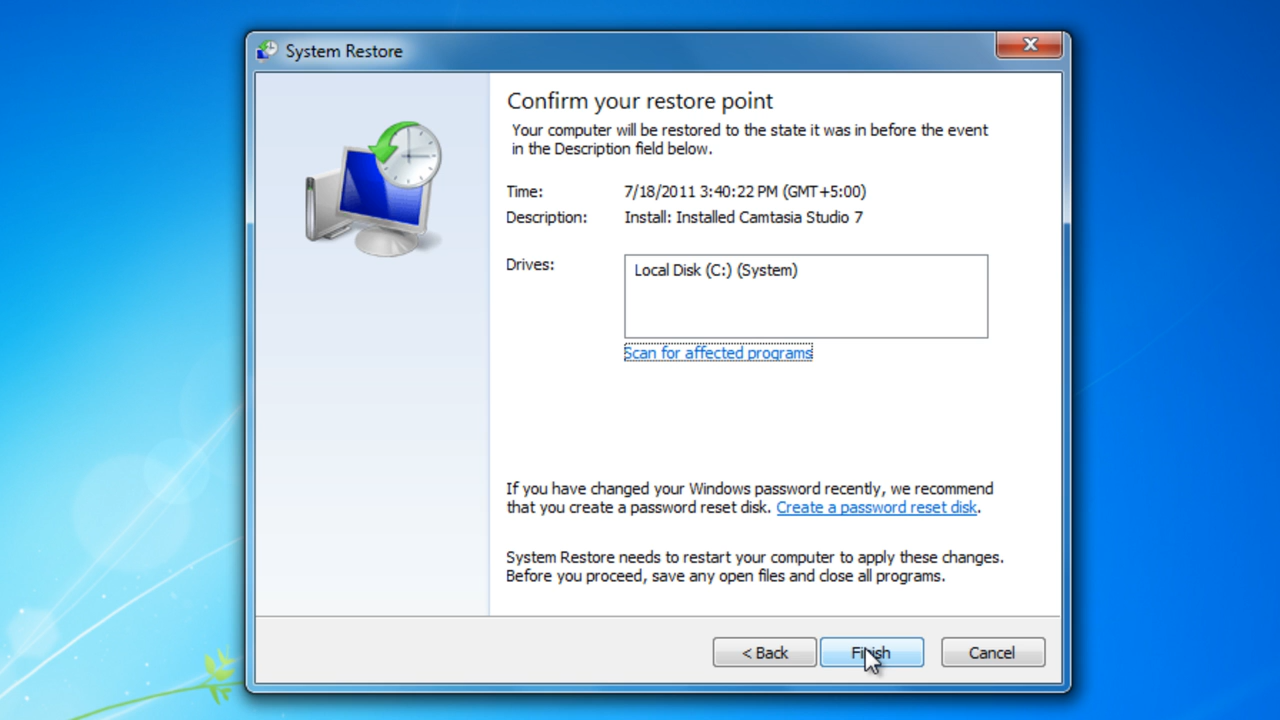 System Restore
Confirm your restore point
Your computer will be restored to the state it was in before the event
in the Description field below.
Time: 7/18/2011 3:40:22 PM (GMT+5:00)
Description: Install: Installed Camtasia Studio 7
Drives: Local Disk (C:) (System)
Scan for affected programs
If you have changed your Windows password recently, we recommend
that you create a password reset disk. Create a password reset disk.
System Restore needs to restart your computer to apply these changes.
Before you proceed, save any open files and close all programs.
< Back Finish Cancel